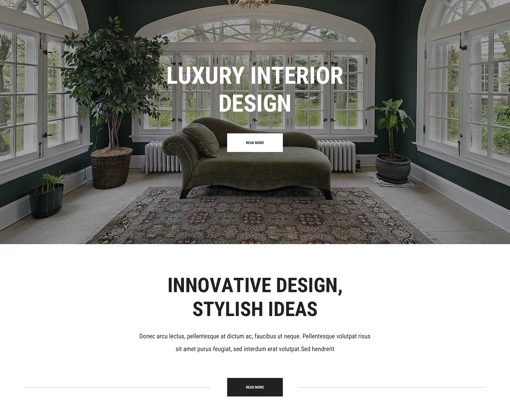 LUXURY INTERIOR
DESIGN
READ MORE
INNOVATIVE DESIGN,
STYLISH IDEAS
Donec arcu lectus, pellentesque at dictum ac, faucibus ut neque. Pellentesque volutpat risus
sit amet purus feugiat, sed interdum erat volutpat.Sed hendrerit
READ MORE